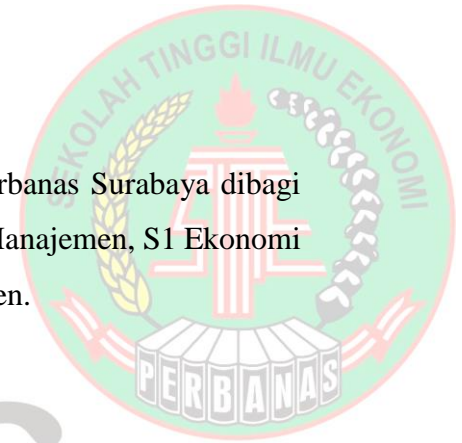 SEKOLAH TINGGI ILMU EKONOMI
rbanas Surabaya dibagi
Manajemen, S1 Ekonomi
en.
PERBANAS